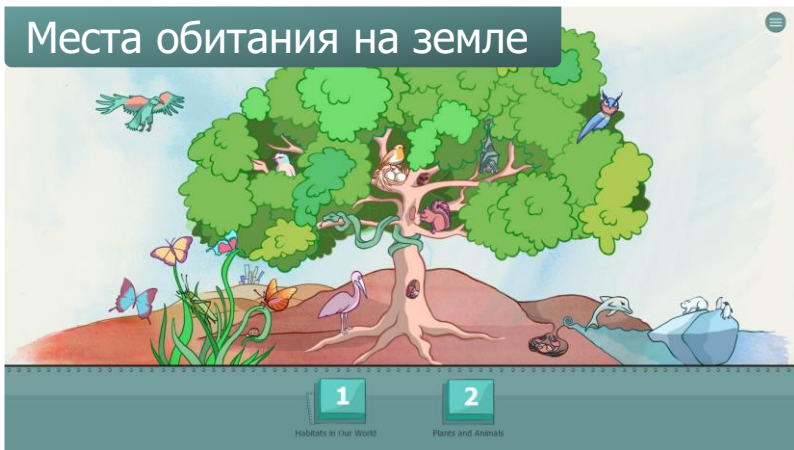 Места обитания на земле
1
2
Habitats in Our World
Plants and Animals